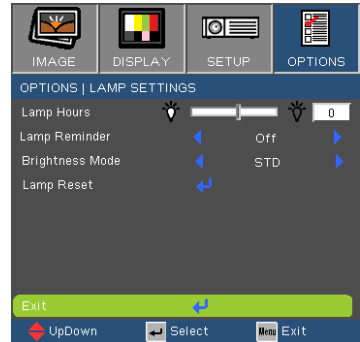 IMAGE DISPLAY SETUP OPTIONS
OPTIONS | LAMP SETTINGS
Lamp Hours 0
Lamp Reminder Off
Brightness Mode STD
Lamp Reset
Exit
UpDown Select Menu Exit